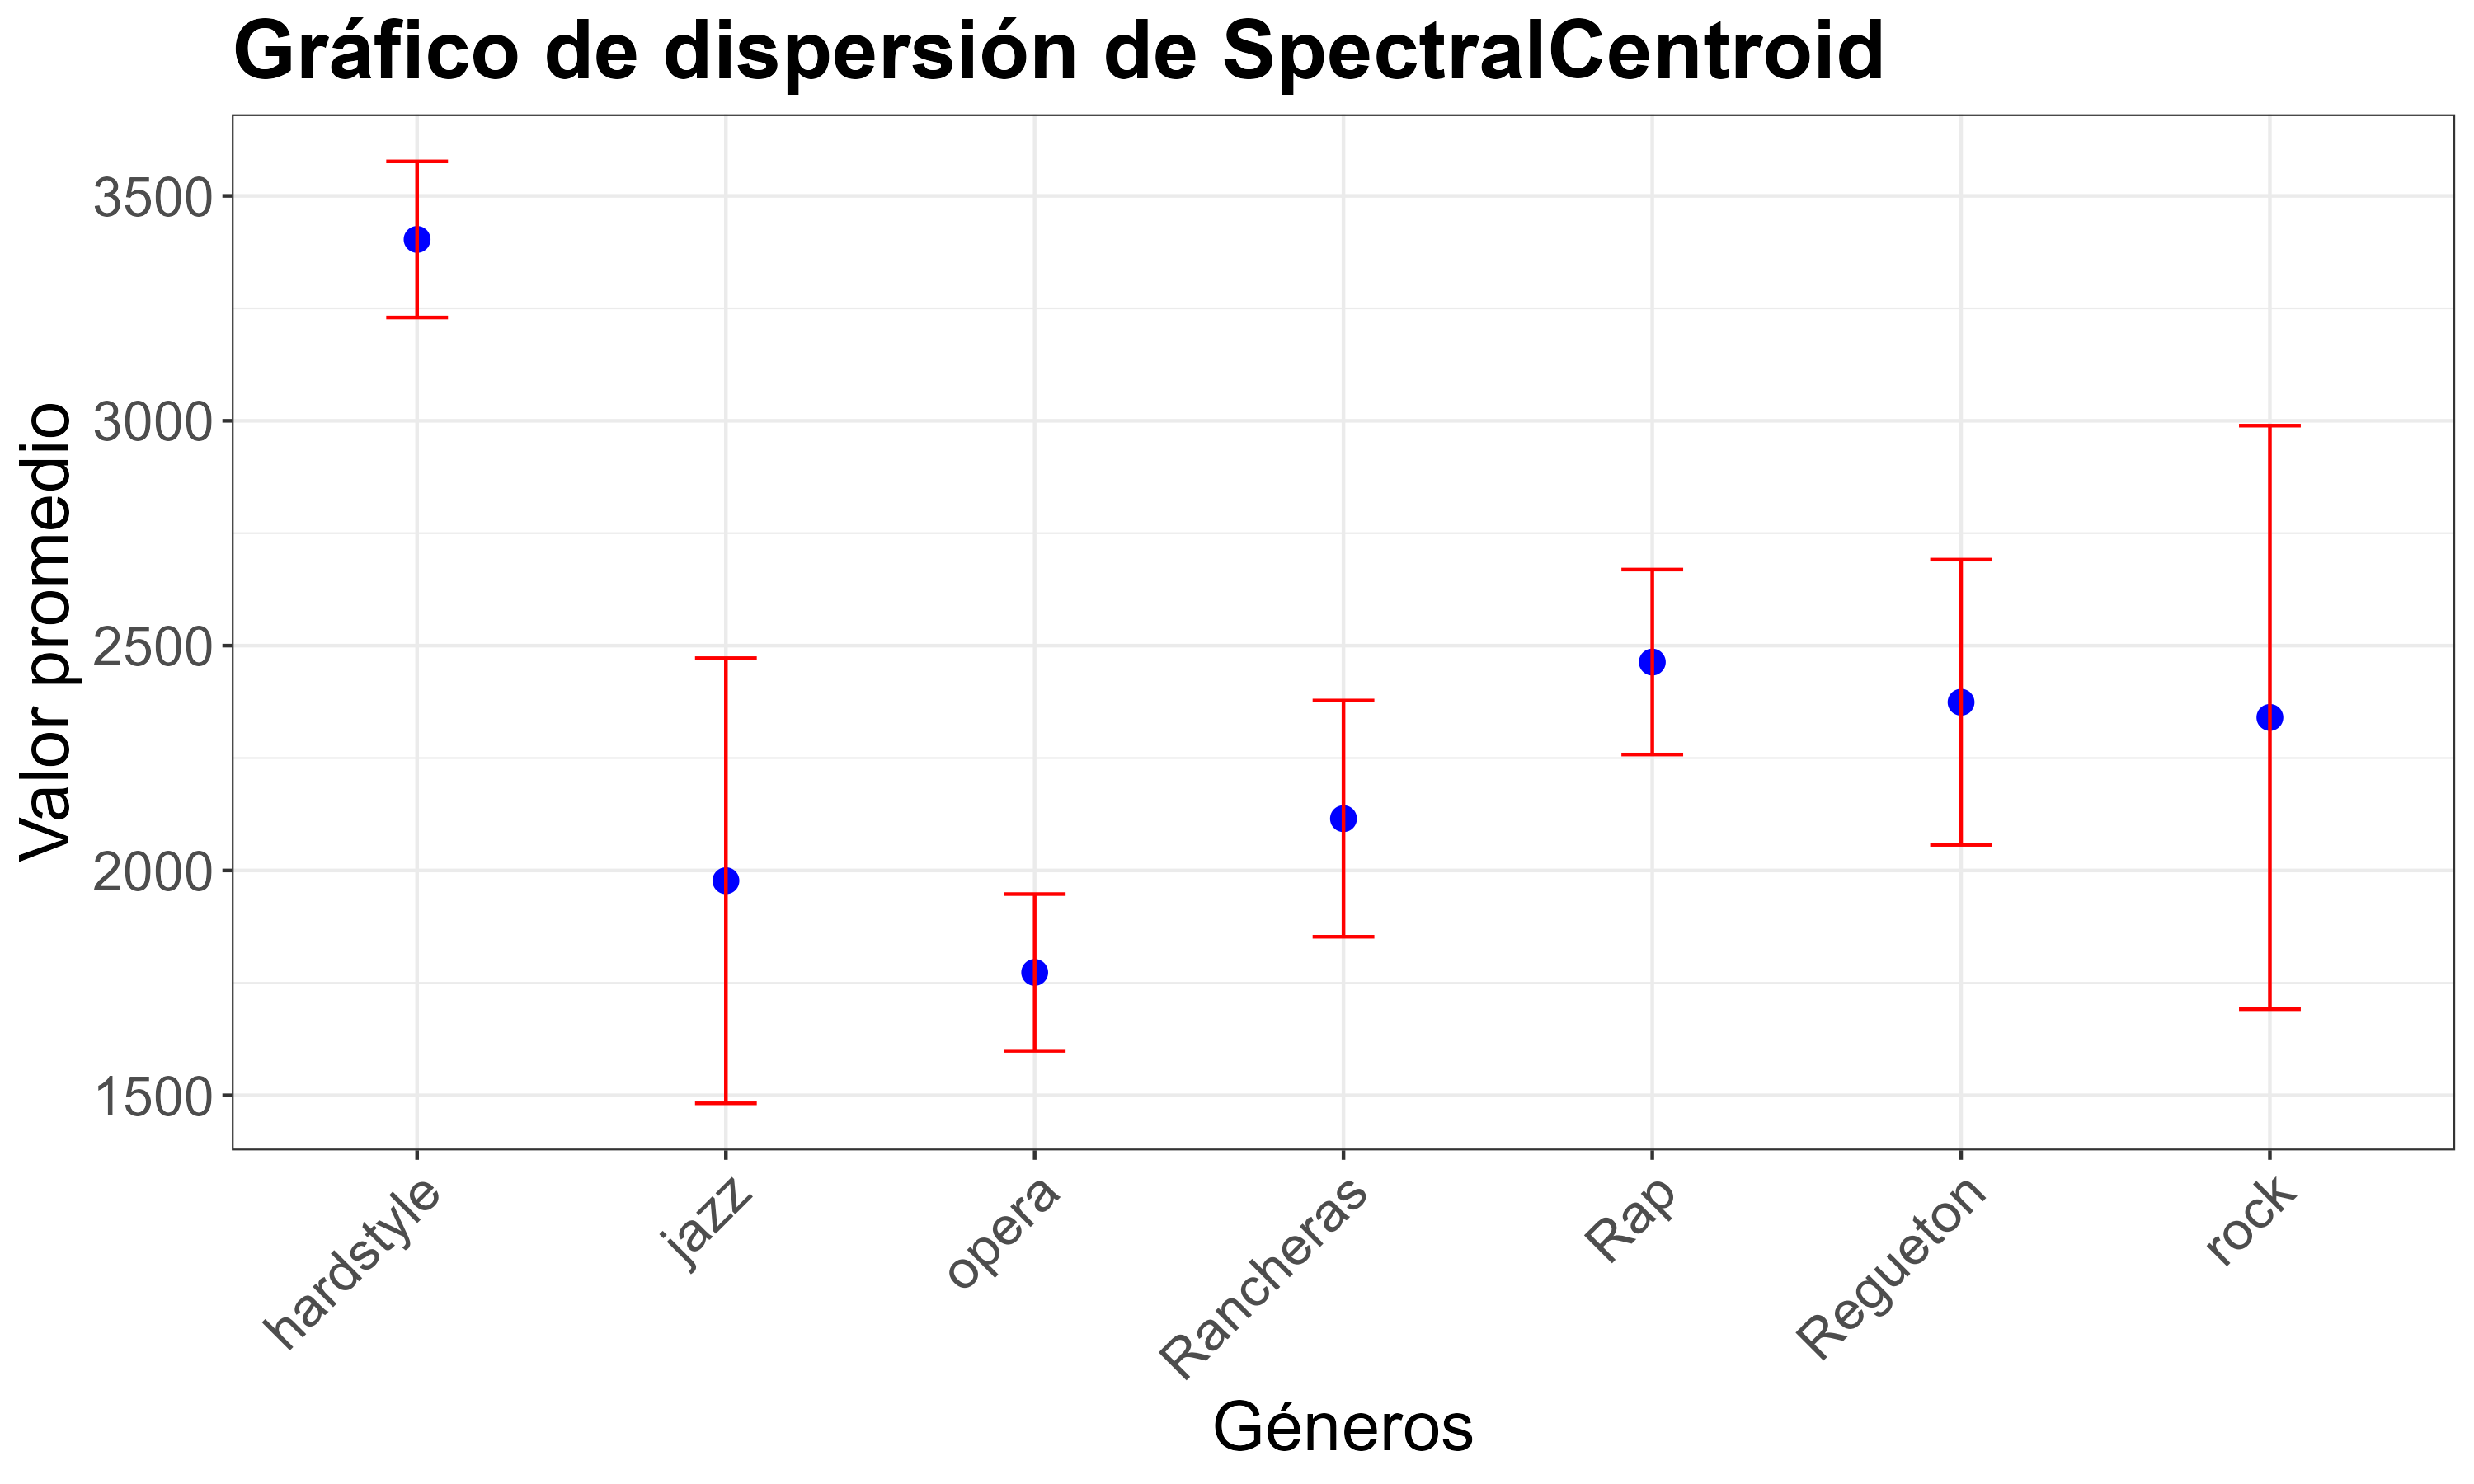 Gráfico de dispersión de SpectralCentroid
Valor promedio
3500
3000
2500
2000
1500
hardstyle
jazz
opera
Rancheras
Rap
Regueton
rock
Géneros